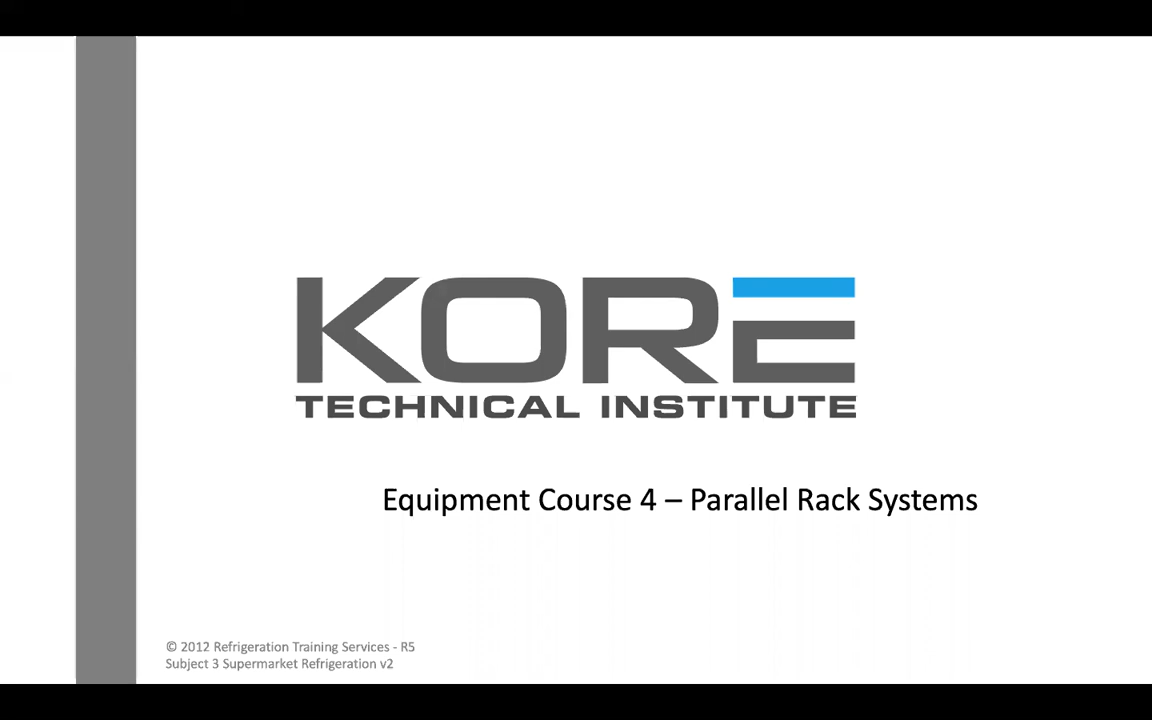 KORE
TECHNICAL INSTITUTE
Equipment Course 4 – Parallel Rack Systems
© 2012 Refrigeration Training Services - R5
Subject 3 Supermarket Refrigeration v2